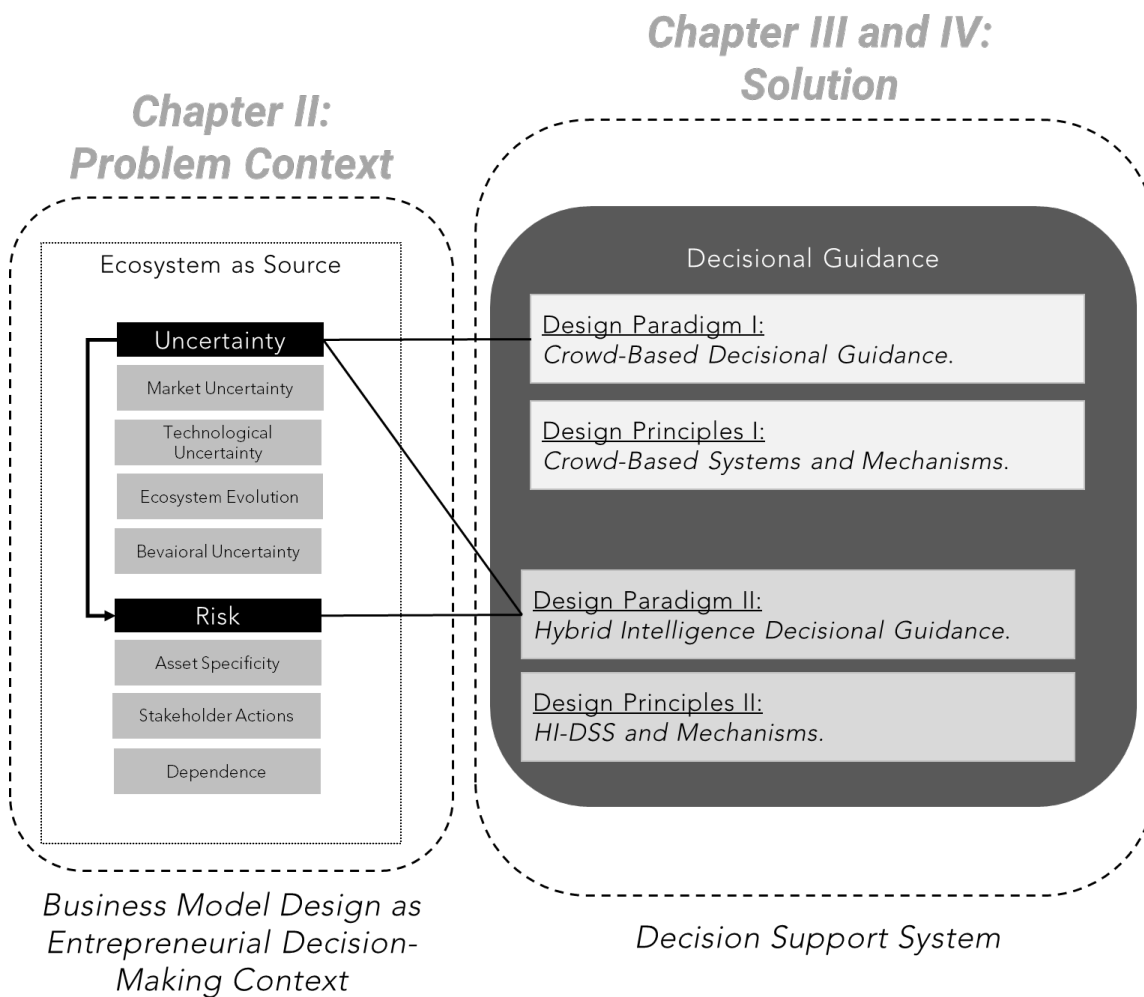 Chapter II:
Problem Context
Ecosystem as Source
Uncertainty
Market Uncertainty
Technological
Uncertainty
Ecosystem Evolution
Bevaioral Uncertainty
Risk
Asset Specificity
Stakeholder Actions
Dependence
Business Model Design as
Entrepreneurial Decision-
Making Context
Chapter III and IV:
Solution
Decisional Guidance
Design Paradigm I:
Crowd-Based Decisional Guidance.
Design Principles I:
Crowd-Based Systems and Mechanisms.
Design Paradigm II:
Hybrid Intelligence Decisional Guidance.
Design Principles II:
HI-DSS and Mechanisms.
Decision Support System